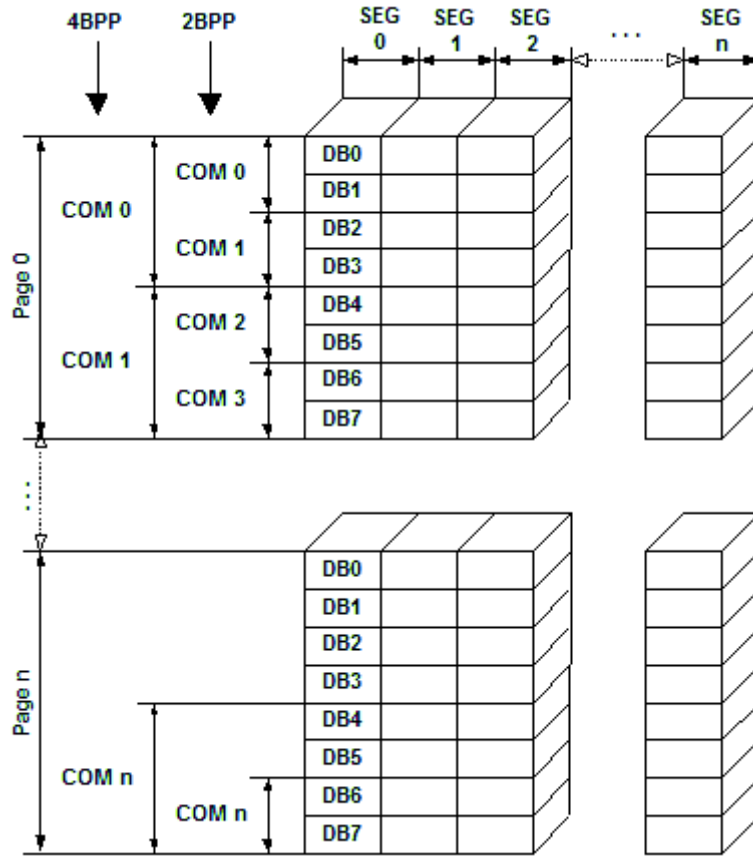 4BPP 2BPP SEG 0 SEG 1 SEG 2 ... SEG n
Page 0
COM 0
COM 1
COM 0
COM 1
COM 2
COM 3
DB0
DB1
DB2
DB3
DB4
DB5
DB6
DB7
...
Page n
COM n
COM n
DB0
DB1
DB2
DB3
DB4
DB5
DB6
DB7